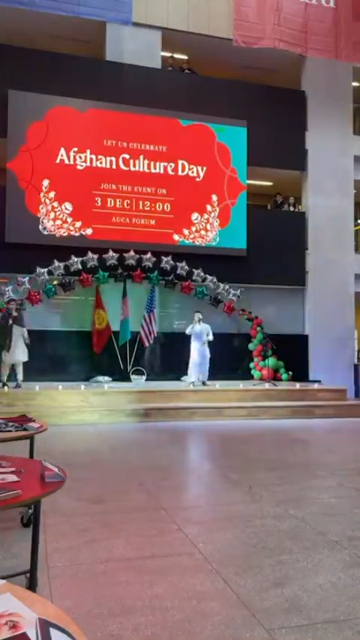 LET US CELEBRATE
Afghan Culture Day
JOIN THE EVENT ON
3 DEC | 12:00
AUCA FORUM